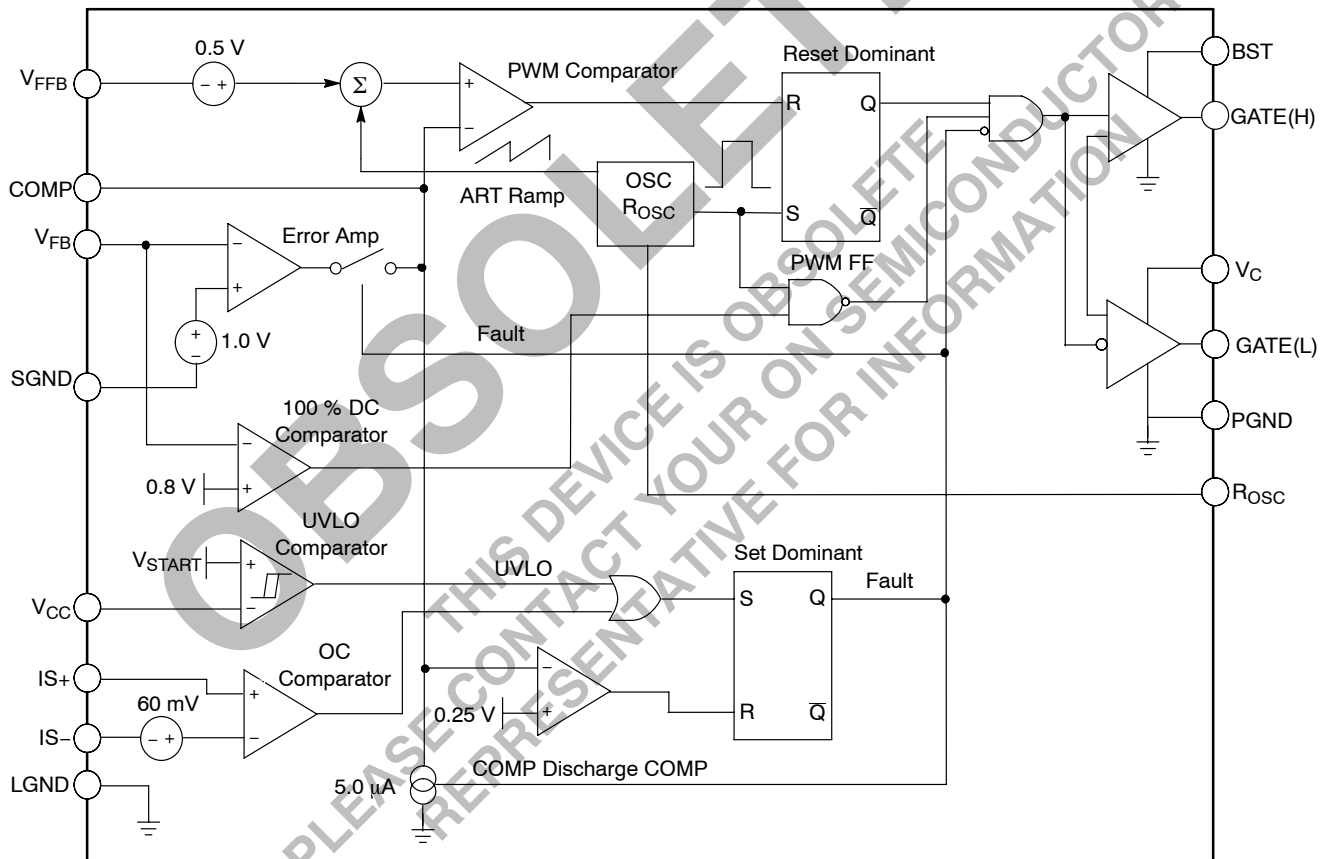 0.5 V
VFFB
− +
Σ
+
−
PWM Comparator
Reset Dominant
R
Q
S
Q
PWM FF
BST
GATE(H)
COMP
ART Ramp
OSC
ROSC
VFB
Error Amp
−
+
+
−
1.0 V
SGND
Fault
VC
GATE(L)
PGND
100 % DC
Comparator
−
+
0.8 V
ROSC
UVLO
Comparator
VSTART
+
−
VCC
UVLO
Set Dominant
S
Q
R
Q
Fault
OC
Comparator
IS+
+
−
60 mV
− +
IS−
−
+
0.25 V
LGND
5.0 µA
COMP Discharge COMP
OBSOLETE
THIS DEVICE IS OBSOLETE
PLEASE CONTACT YOUR ON SEMICONDUCTOR
REPRESENTATIVE FOR INFORMATION